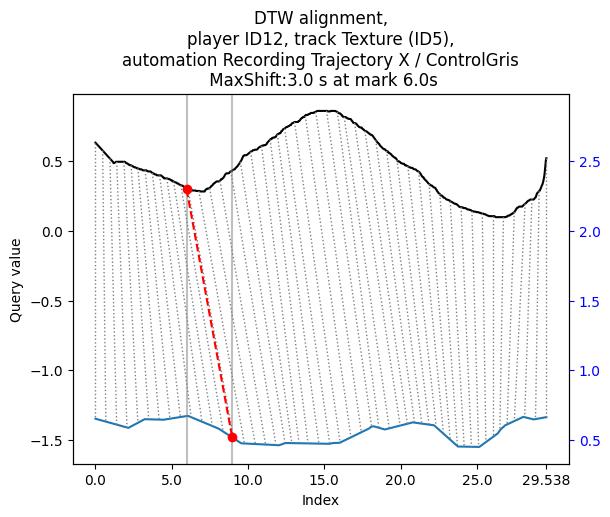 DTW alignment,
player ID12, track Texture (ID5),
automation Recording Trajectory X / ControlGris
MaxShift:3.0 s at mark 6.0s
0.5
0.0
−0.5
−1.0
−1.5
Query value
2.5
2.0
1.5
1.0
0.5
0.0 5.0 10.0 15.0 20.0 25.0 29.538
Index